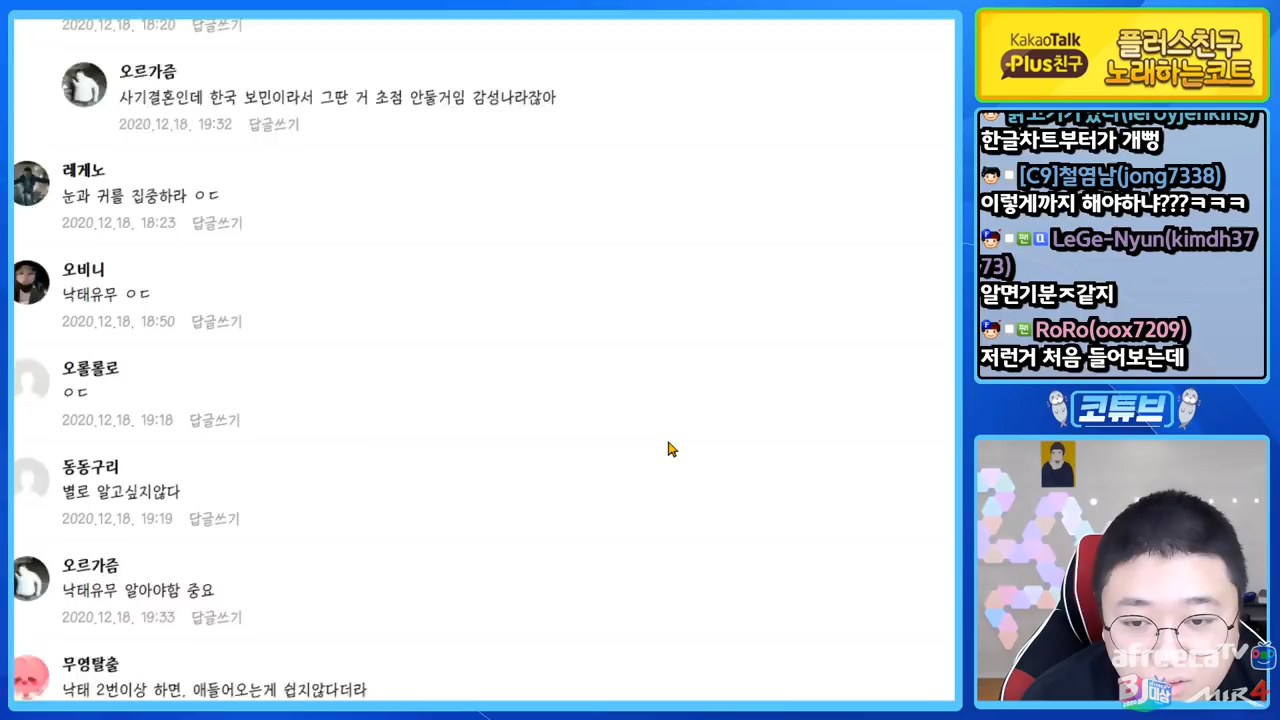 2020.12.18. 18:20 답글쓰기
오르가즘
사기결혼인데 한국 보민이라서 그딴 거 초점 안둘거임 감성나라잖아
2020.12.18. 19:32 답글쓰기
레게노
눈과 귀를 집중하라 ㅇㄷ
2020.12.18. 18:23 답글쓰기
오비니
낙태유무 ㅇㄷ
2020.12.18. 18:50 답글쓰기
오롤롤로
ㅇㄷ
2020.12.18. 19:18 답글쓰기
동동구리
별로 알고싶지않다
2020.12.18. 19:19 답글쓰기
오르가즘
낙태유무 알아야함 중요
2020.12.18. 19:33 답글쓰기
무영탈출
낙태 2번이상 하면, 애들어오는게 쉽지않다더라
KakaoTalk
Plus친구
플러스친구
노래하는코트
(leroyjenkins)
한글차트부터가 개뻥
[C9]철염남(jong7338)
이렇게까지 해야하냐???ㅋㅋㅋ
팬 LeGe-Nyun(kimdh37
73)
알면기분ㅈ같지
팬 RoRo(oox7209)
저런거 처음 들어보는데
코튜브
afreecaTV
BJ대상
MIR4